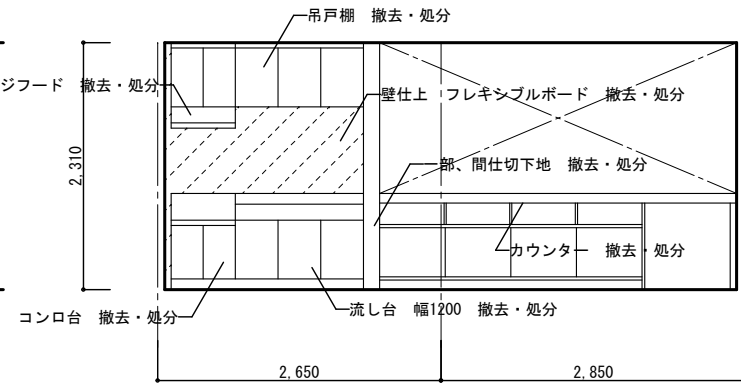 吊戸棚　撤去・処分
ジフード　撤去・処分
壁仕上　フレキシブルボード　撤去・処分
2,310
一部、間仕切下地　撤去・処分
カウンター　撤去・処分
コンロ台　撤去・処分
流し台　幅1200　撤去・処分
2,650
2,850